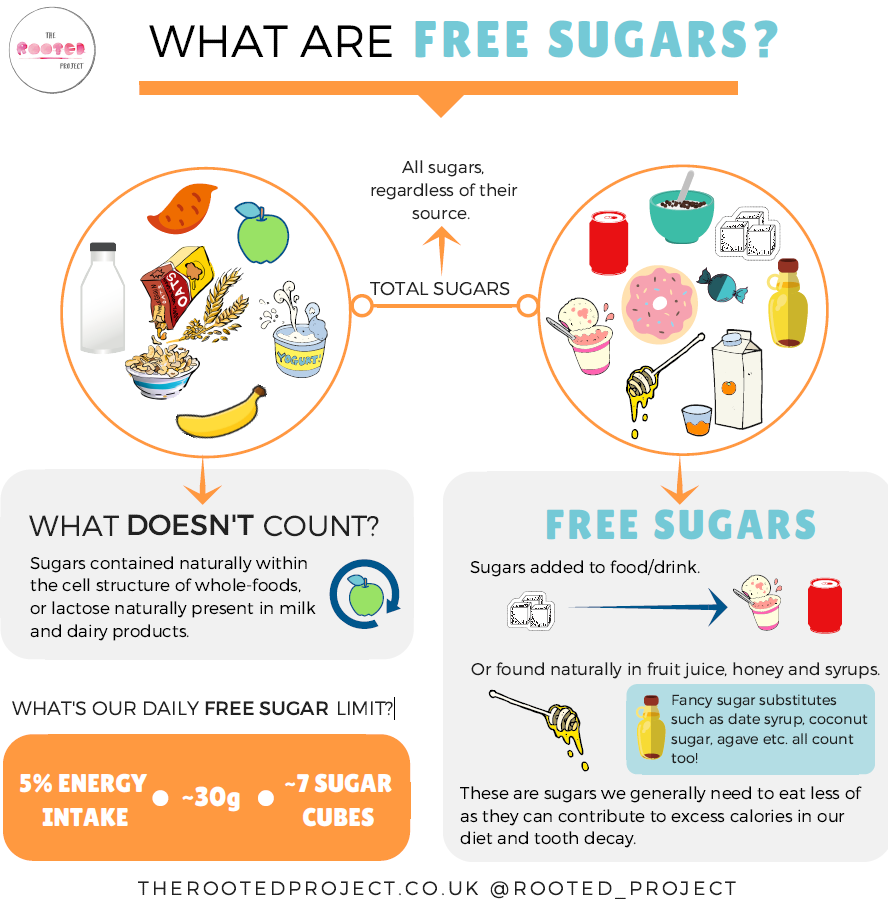 THE
ROOTED
PROJECT
WHAT ARE FREE SUGARS?
All sugars,
regardless of their
source.
TOTAL SUGARS
OATS
YOGURT
WHAT DOESN'T COUNT?
Sugars contained naturally within
the cell structure of whole-foods,
or lactose naturally present in milk
and dairy products.
WHAT'S OUR DAILY FREE SUGAR LIMIT?
5% ENERGY
INTAKE
~30g
~7 SUGAR
CUBES
FREE SUGARS
Sugars added to food/drink.
Or found naturally in fruit juice, honey and syrups.
Fancy sugar substitutes
such as date syrup, coconut
sugar, agave etc. all count
too!
These are sugars we generally need to eat less of
as they can contribute to excess calories in our
diet and tooth decay.
THEROOTEDPROJECT.CO.UK @ROOTED_PROJECT